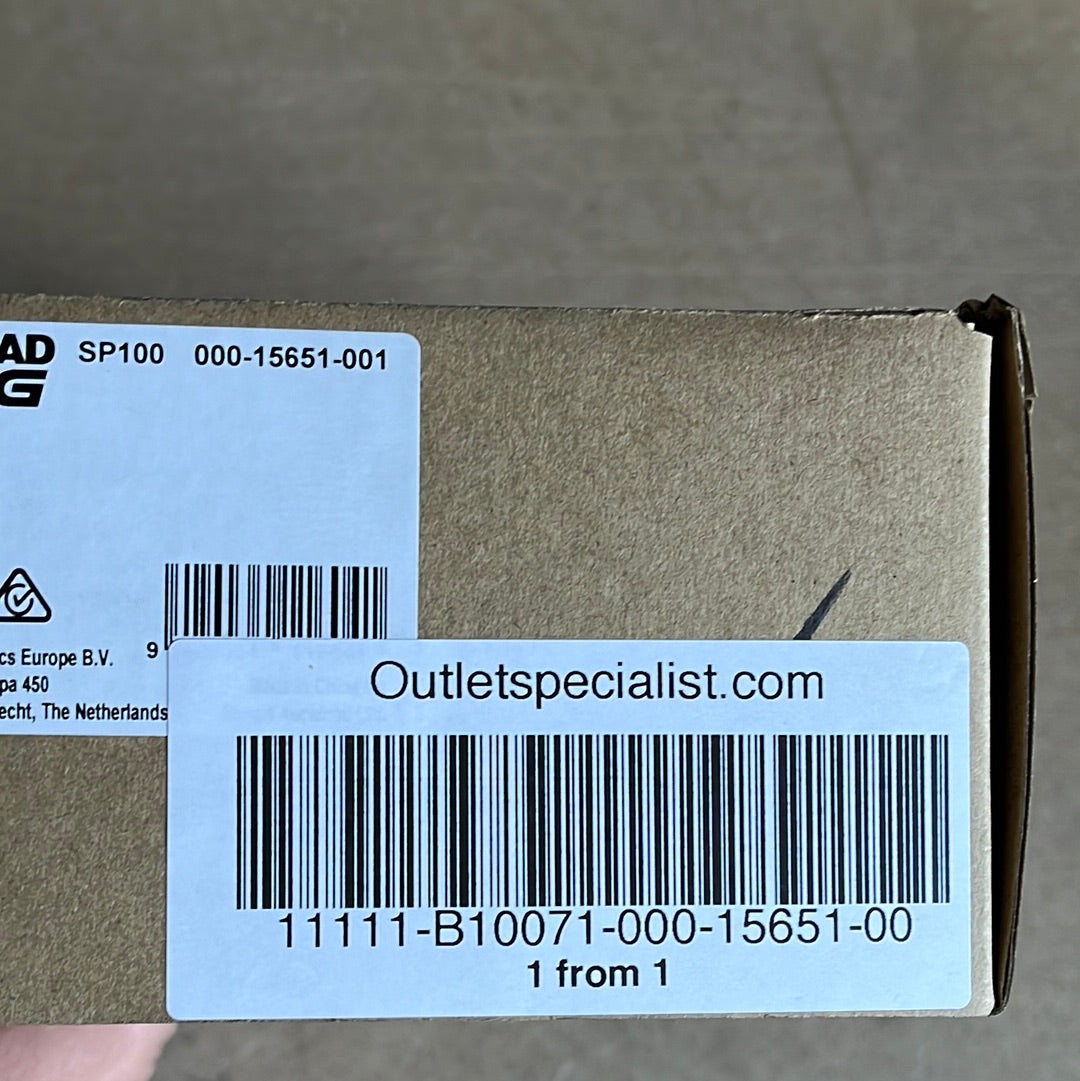 AD SP100 000-15651-001
G
9
cs Europe B.V.
pa 450
echt, The Netherlands
Outletspecialist.com
11111-B10071-000-15651-00
1 from 1